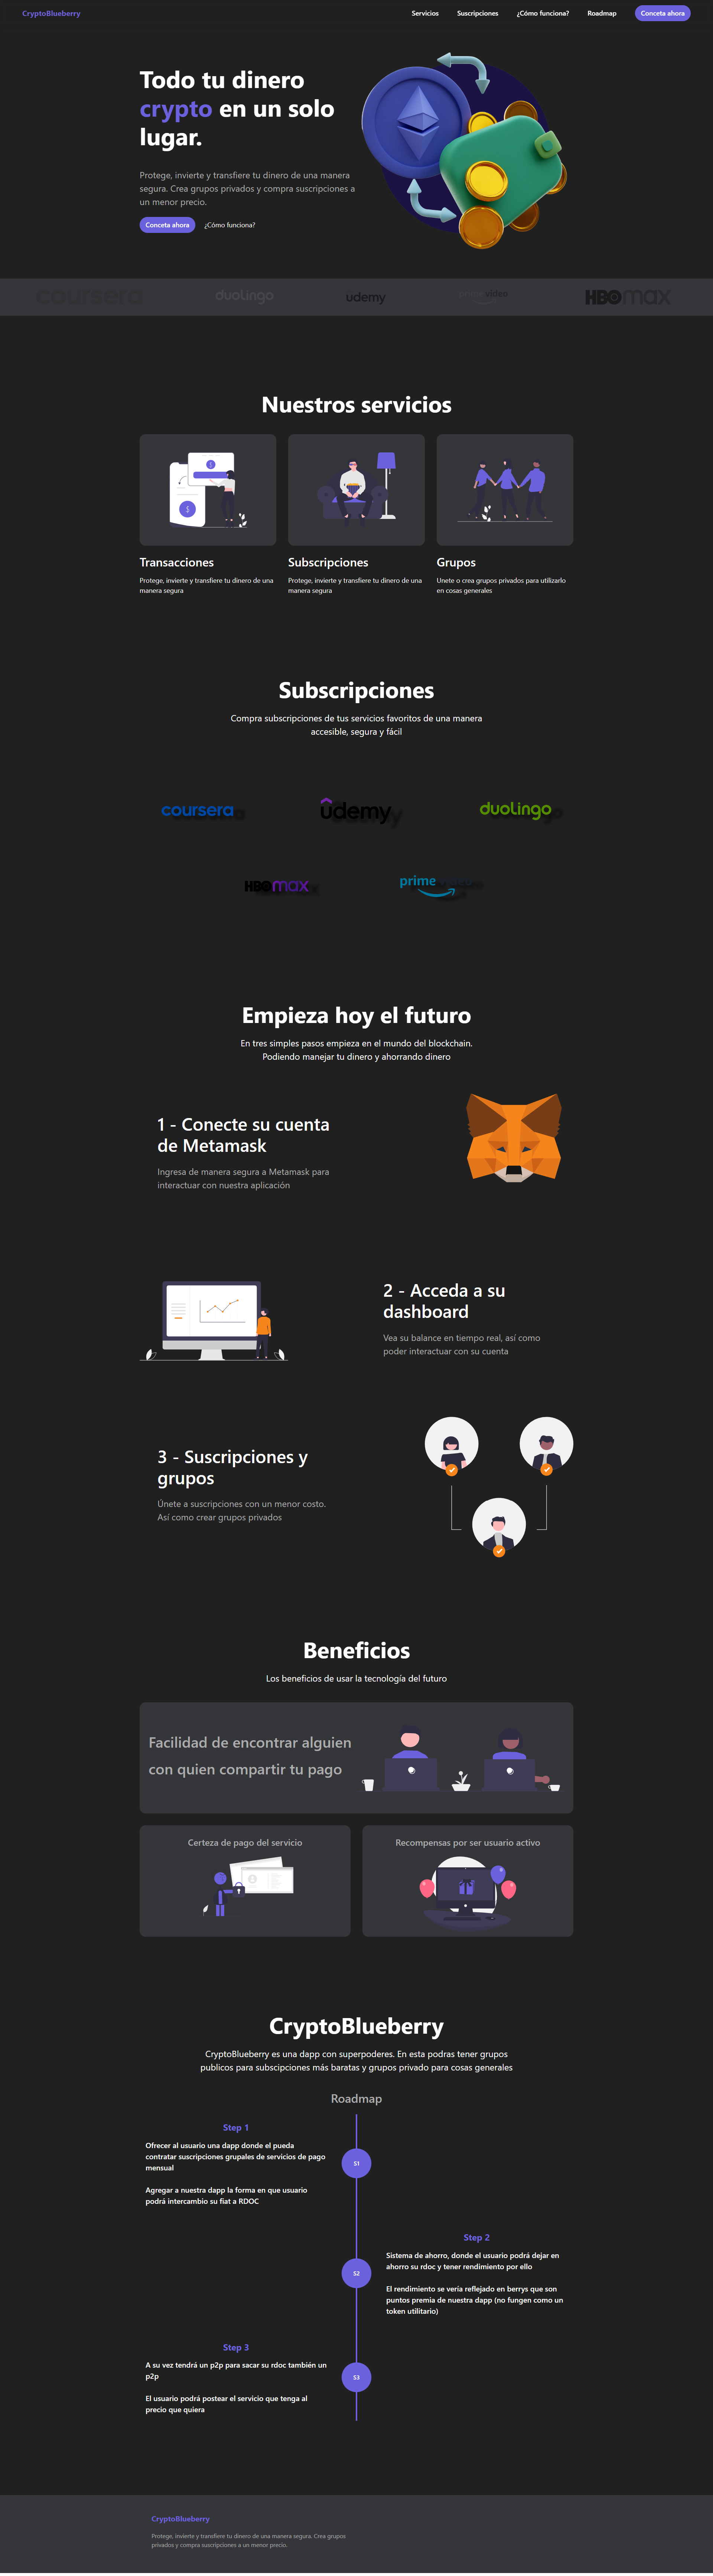 CryptoBlueberry
Servicios
Suscripciones
¿Cómo funciona?
Roadmap
Conceta ahora
Todo tu dinero
crypto en un solo
lugar.
Protege, invierte y transfiere tu dinero de una manera
segura. Crea grupos privados y compra suscripciones a
un menor precio.
Conceta ahora
¿Cómo funciona?
coursera
duolingo
udemy
prime video
HBOmax
Nuestros servicios
Transacciones
Protege, invierte y transfiere tu dinero de una
manera segura
Subscripciones
Protege, invierte y transfiere tu dinero de una
manera segura
Grupos
Unete o crea grupos privados para utilizarlo
en cosas generales
Subscripciones
Compra subscripciones de tus servicios favoritos de una manera
accesible, segura y fácil
coursera
udemy
duolingo
HBOmax
prime
Empieza hoy el futuro
En tres simples pasos empieza en el mundo del blockchain.
Podiendo manejar tu dinero y ahorrando dinero
1 - Conecte su cuenta
de Metamask
Ingresa de manera segura a Metamask para
interactuar con nuestra aplicación
2 - Acceda a su
dashboard
Vea su balance en tiempo real, así como
poder interactuar con su cuenta
3 - Suscripciones y
grupos
Únete a suscripciones con un menor costo.
Así como crear grupos privados
Beneficios
Los beneficios de usar la tecnología del futuro
Facilidad de encontrar alguien
con quien compartir tu pago
Certeza de pago del servicio
Recompensas por ser usuario activo
CryptoBlueberry
CryptoBlueberry es una dapp con superpoderes. En esta podras tener grupos
publicos para subscipciones más baratas y grupos privado para cosas generales
Roadmap
Step 1
Ofrecer al usuario una dapp donde el pueda
contratar suscripciones grupales de servicios de pago
mensual
Agregar a nuestra dapp la forma en que usuario
podrá intercambio su fiat a RDOC
S1
Step 2
Sistema de ahorro, donde el usuario podrá dejar en
ahorro su rdoc y tener rendimiento por ello
El rendimiento se vería reflejado en berrys que son
puntos premia de nuestra dapp (no fungen como un
token utilitario)
S2
Step 3
A su vez tendrá un p2p para sacar su rdoc también un
p2p
El usuario podrá postear el servicio que tenga al
precio que quiera
S3
CryptoBlueberry
Protege, invierte y transfiere tu dinero de una manera segura. Crea grupos
privados y compra suscripciones a un menor precio.